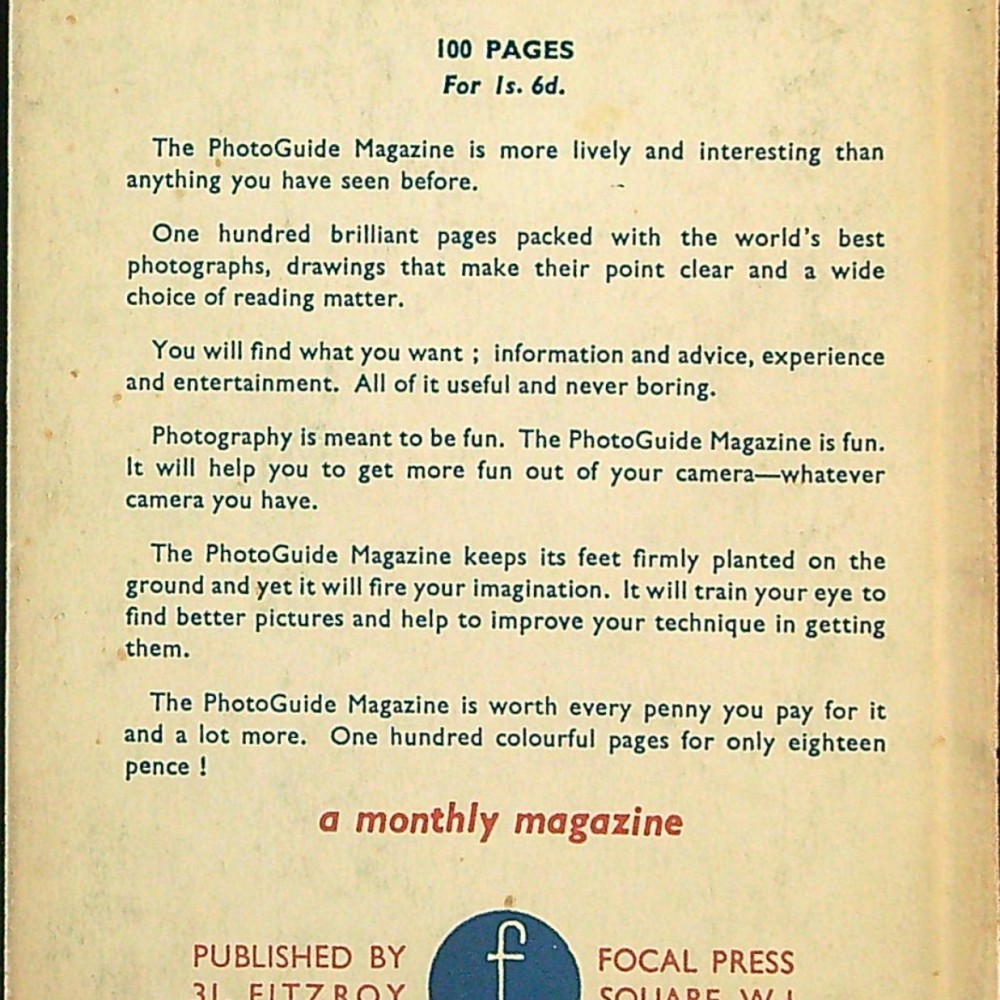 100 PAGES
For 1s. 6d.
The PhotoGuide Magazine is more lively and interesting than
anything you have seen before.
One hundred brilliant pages packed with the world's best
photographs, drawings that make their point clear and a wide
choice of reading matter.
You will find what you want ; information and advice, experience
and entertainment. All of it useful and never boring.
Photography is meant to be fun. The PhotoGuide Magazine is fun.
It will help you to get more fun out of your camera—whatever
camera you have.
The PhotoGuide Magazine keeps its feet firmly planted on the
ground and yet it will fire your imagination. It will train your eye to
find better pictures and help to improve your technique in getting
them.
The PhotoGuide Magazine is worth every penny you pay for it
and a lot more. One hundred colourful pages for only eighteen
pence !
a monthly magazine
PUBLISHED BY f FOCAL PRESS
31, FITZROY SQUARE, W.1